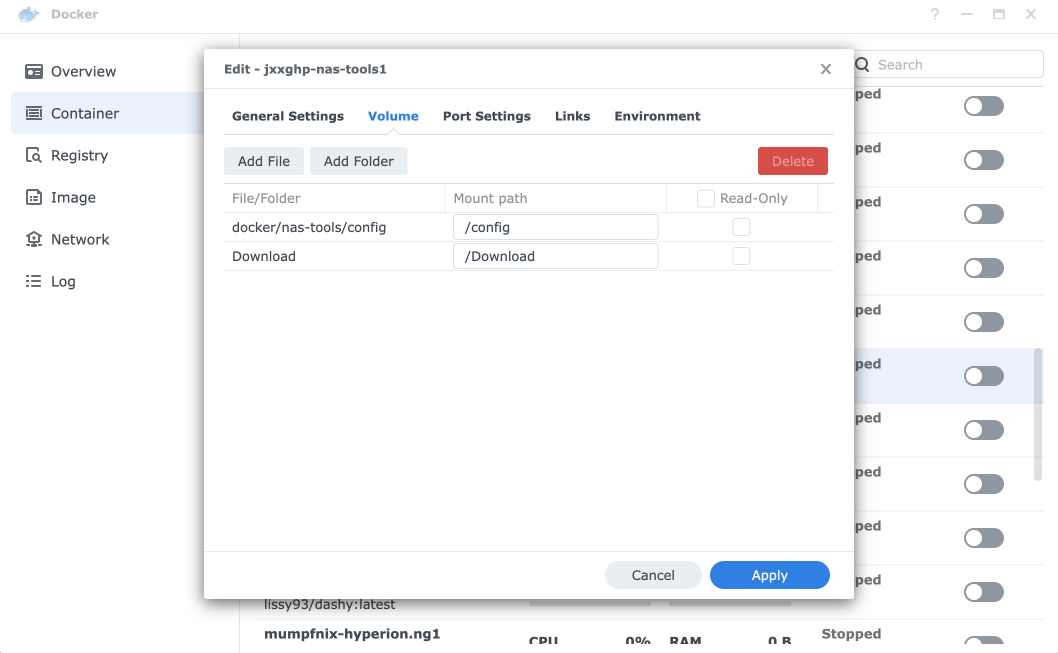 Docker
?
Overview
Container
Registry
Image
Network
Log
Search
Edit - jxxghp-nas-tools1
General Settings Volume Port Settings Links Environment
Add File Add Folder Delete
File/Folder Mount path Read-Only
docker/nas-tools/config /config
Download /Download
Cancel Apply
pped
pped
pped
pped
pped
pped
pped
pped
pped
pped
lissy93/dashy:latest
mumpfnix-hyperion.ng1 CPU 0% RAM 0 B Stopped